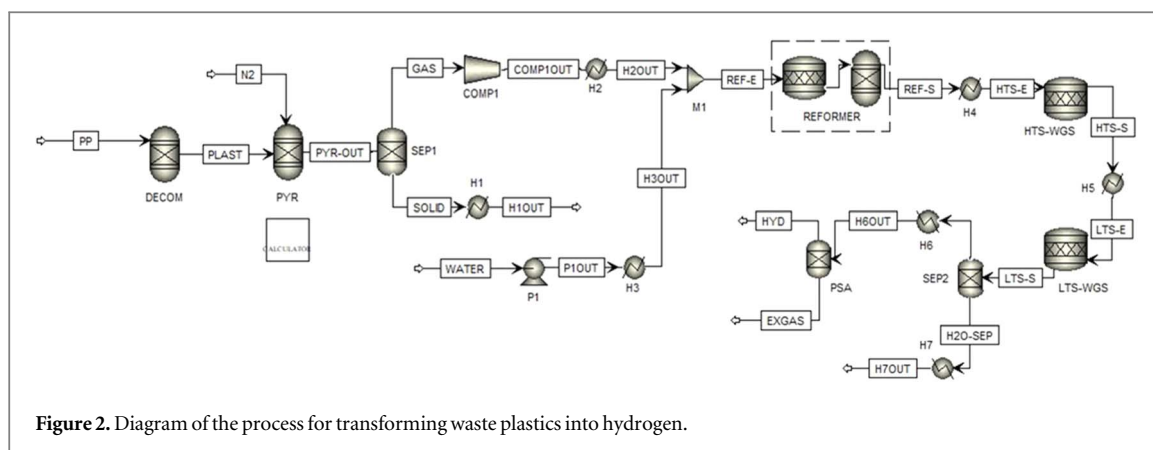 GAS
COMP1
COMP1OUT
H2
H2OUT
M1
REF-E
REFORMER
REF-S
H4
HTS-E
HTS-WGS
HTS-S
N2
PP
DECOM
PLAST
PYR
PYR-OUT
SEP1
CALCULATOR
SOLID
H1
H1OUT
H3OUT
H5
LTS-E
WATER
P1
P1OUT
H3
HYD
PSA
H6OUT
H6
SEP2
LTS-S
LTS-WGS
EXGAS
H2O-SEP
H7OUT
H7
Figure 2. Diagram of the process for transforming waste plastics into hydrogen.